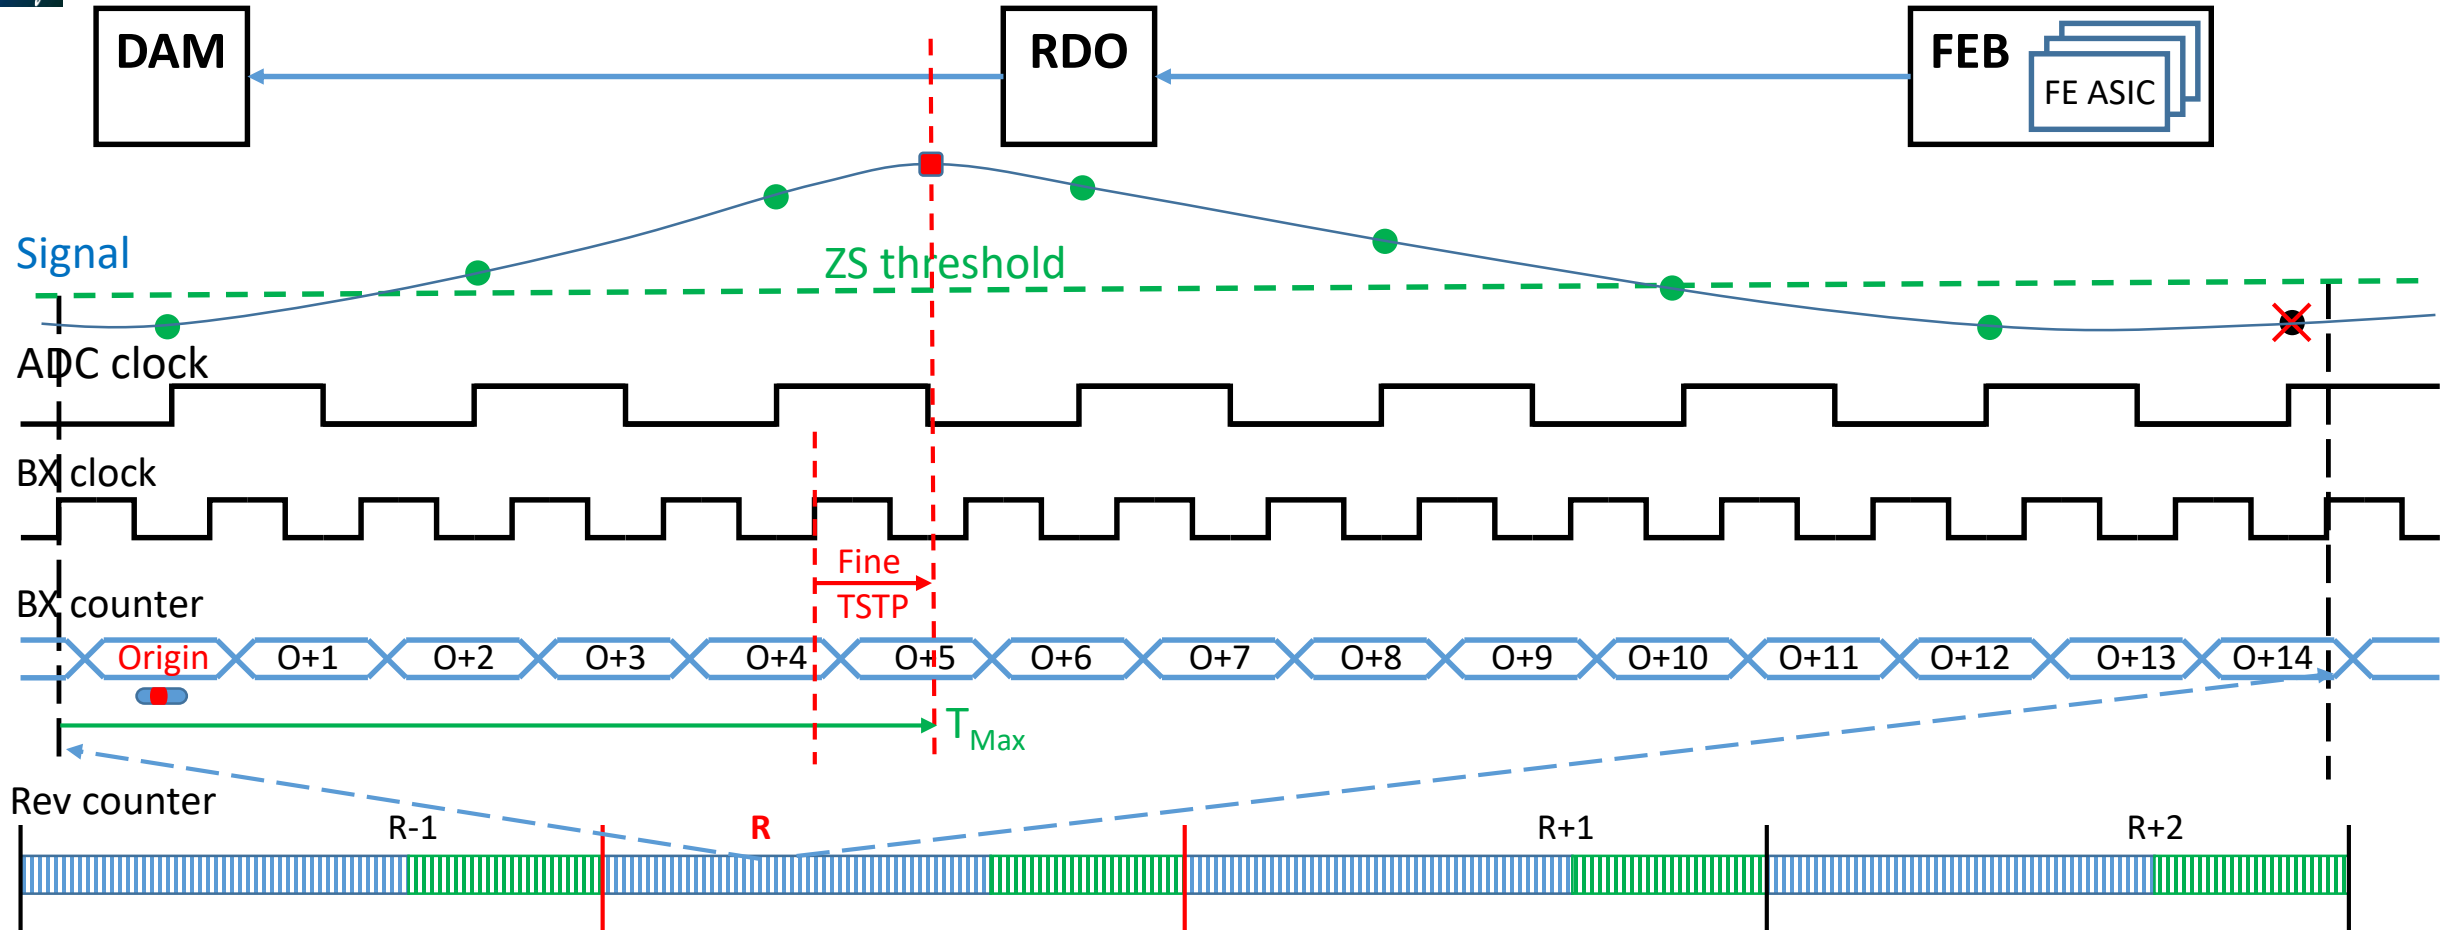 DAM
RDO
FEB
FE ASIC
Signal
ZS threshold
ADC clock
BX clock
Fine
TSTP
BX counter
Origin O+1 O+2 O+3 O+4 O+5 O+6 O+7 O+8 O+9 O+10 O+11 O+12 O+13 O+14
TMax
Rev counter
R-1 R R+1 R+2